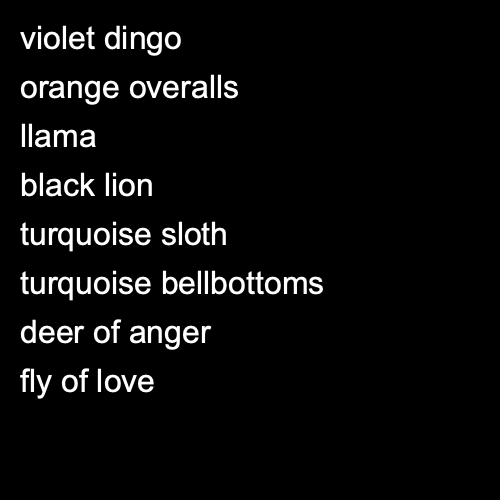 violet dingo
orange overalls
llama
black lion
turquoise sloth
turquoise bellbottoms
deer of anger
fly of love